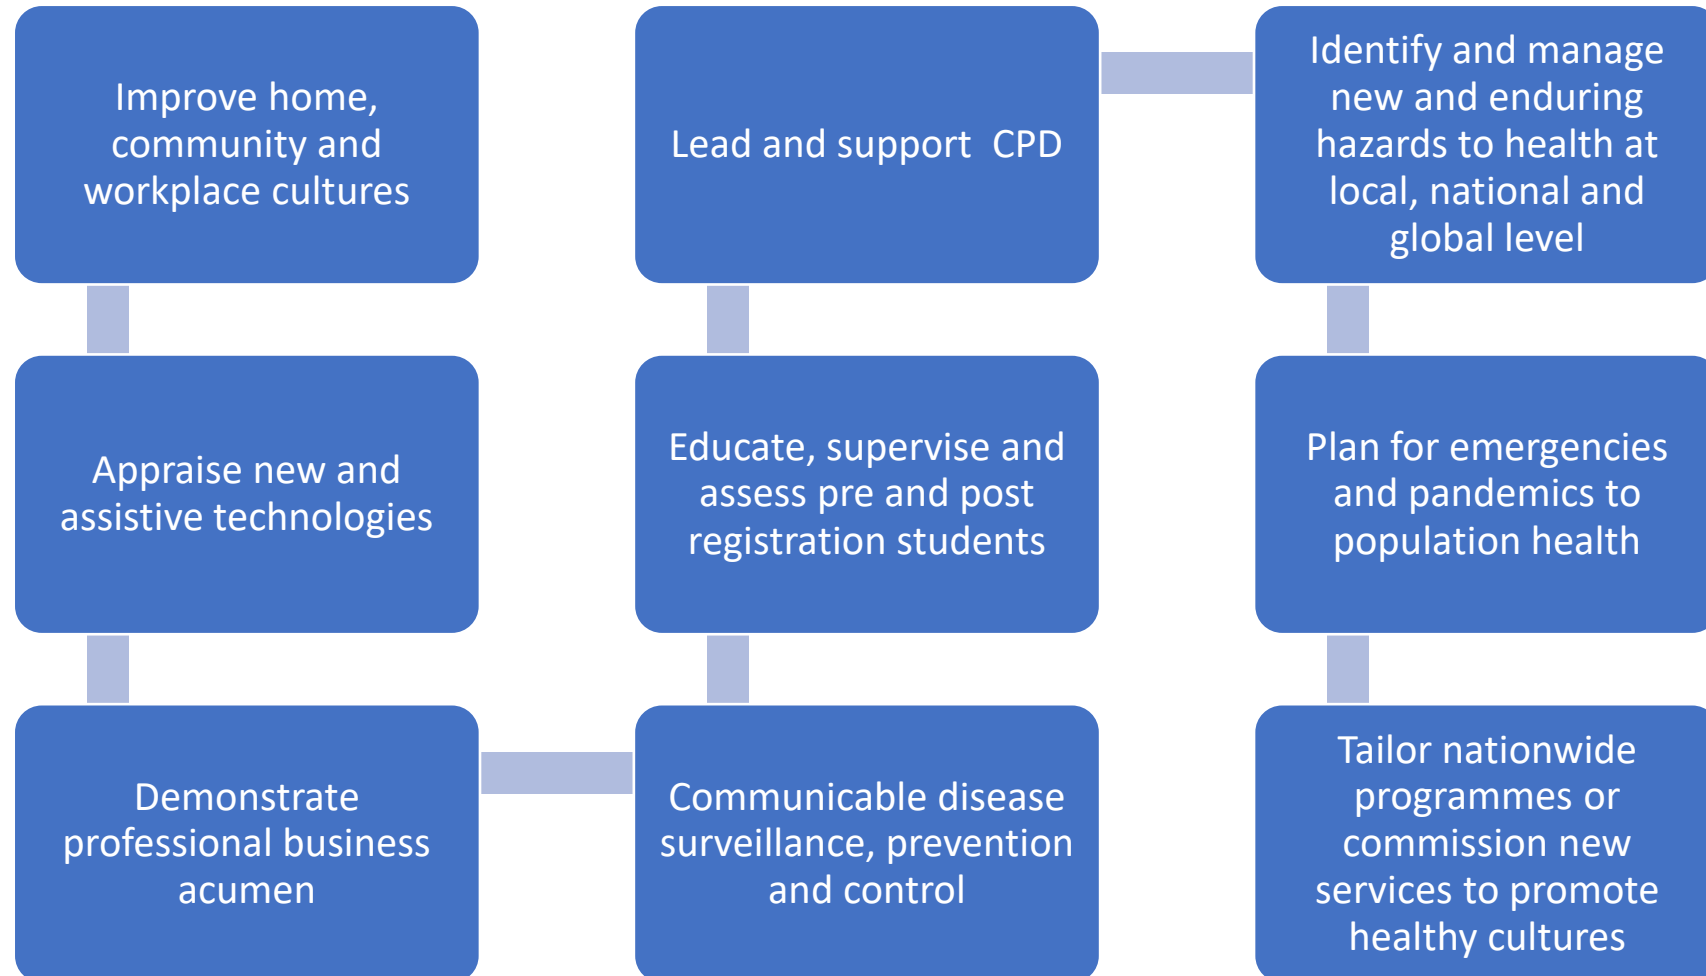 Improve home,
community and
workplace cultures
Appraise new and
assistive technologies
Demonstrate
professional business
acumen
Communicable disease
surveillance, prevention
and control
Educate, supervise and
assess pre and post
registration students
Lead and support  CPD
Identify and manage
new and enduring
hazards to health at
local, national and
global level
Plan for emergencies
and pandemics to
population health
Tailor nationwide
programmes or
commission new
services to promote
healthy cultures